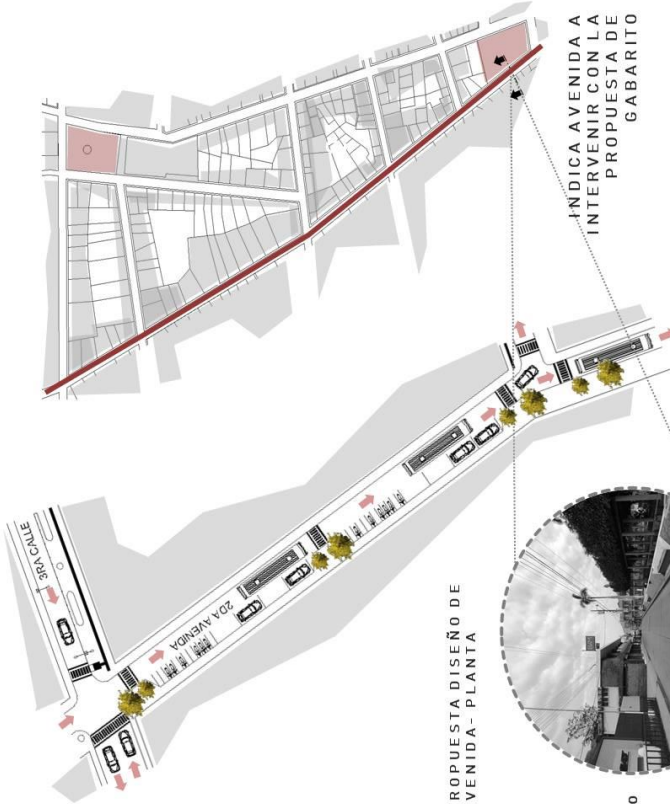 INDICA AVENIDA A
INTERVENIR CON LA
PROPUESTA DE
GABARITO
3RA CALLE
2DA AVENIDA
ROPUESTA DISEÑO DE
VENIDA- PLANTA
O